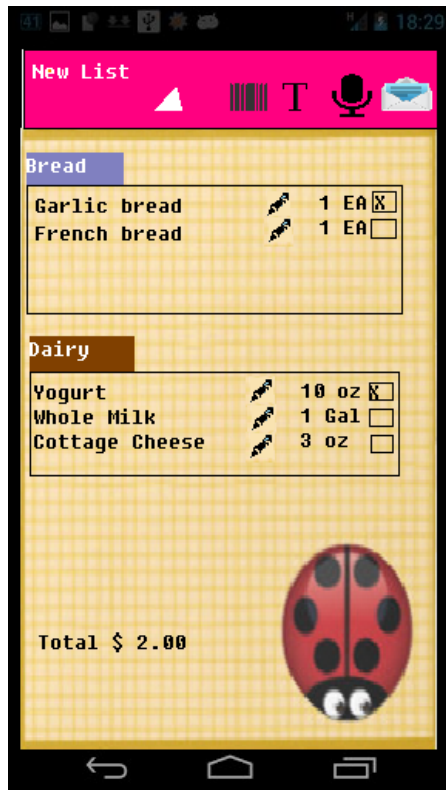 41 H 18:29
New List
T
Bread
Garlic bread 1 EA X
French bread 1 EA
Dairy
Yogurt 10 oz X
Whole Milk 1 Gal
Cottage Cheese 3 oz
Total $ 2.00